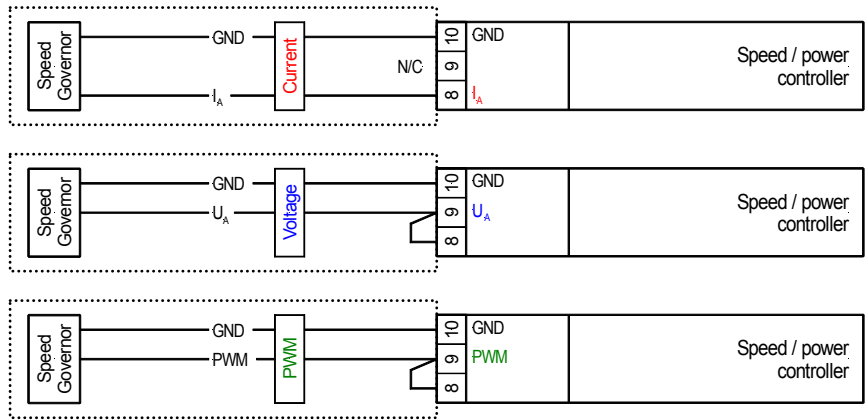 Speed
Governor
GND
Current
10
GND
N/C
9
I_A
8
I_A
Speed / power
controller
Speed
Governor
GND
Voltage
10
GND
U_A
9
U_A
8
Speed / power
controller
Speed
Governor
GND
PWM
10
GND
PWM
9
PWM
8
Speed / power
controller